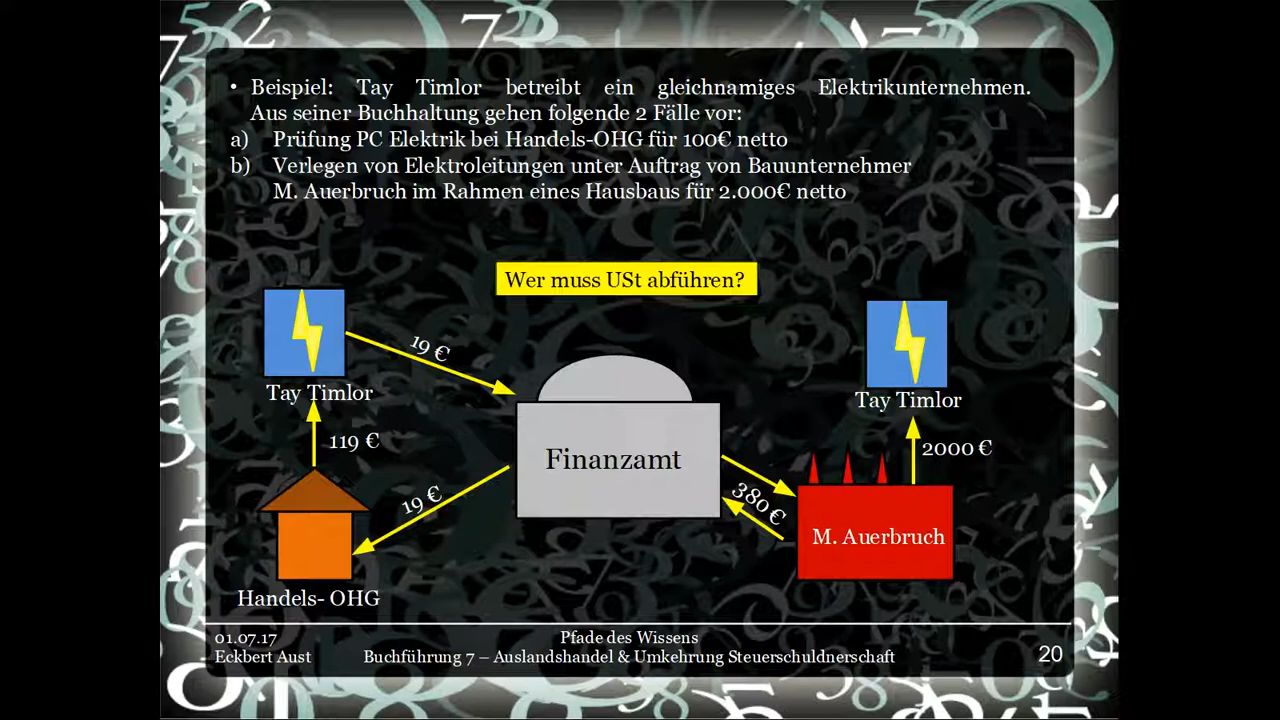 • Beispiel: Tay Timlor betreibt ein gleichnamiges Elektrikunternehmen.
Aus seiner Buchhaltung gehen folgende 2 Fälle vor:
a) Prüfung PC Elektrik bei Handels-OHG für 100€ netto
b) Verlegen von Elektroleitungen unter Auftrag von Bauunternehmer
M. Auerbruch im Rahmen eines Hausbaus für 2.000€ netto
Wer muss USt abführen?
19 €
Tay Timlor
119 €
19 €
Handels- OHG
Finanzamt
380 €
Tay Timlor
2000 €
M. Auerbruch
01.07.17
Eckbert Aust
Pfade des Wissens
Buchführung 7 – Auslandshandel & Umkehrung Steuerschuldnerschaft
20